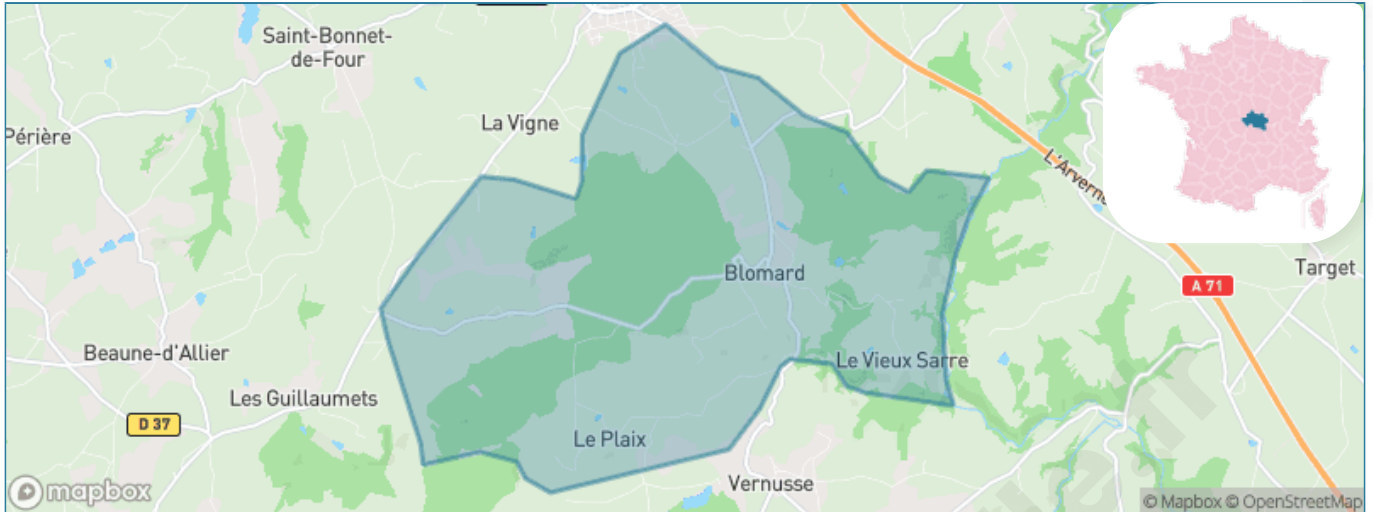 Saint-Bonnet-
de-Four
La Vigne
Périère
L'Arverne
Blomard
Target
A 71
Beaune-d'Allier
Le Vieux Sarre
Les Guillaumets
D 37
Le Plaix
Vernusse
mapbox
© Mapbox © OpenStreetMap